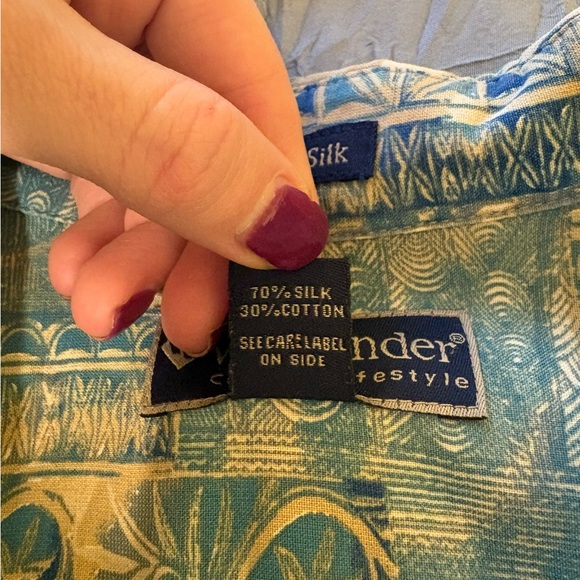 Silk
70% SILK
30% COTTON
SEE CARE LABEL
ON SIDE
nder®
festyle